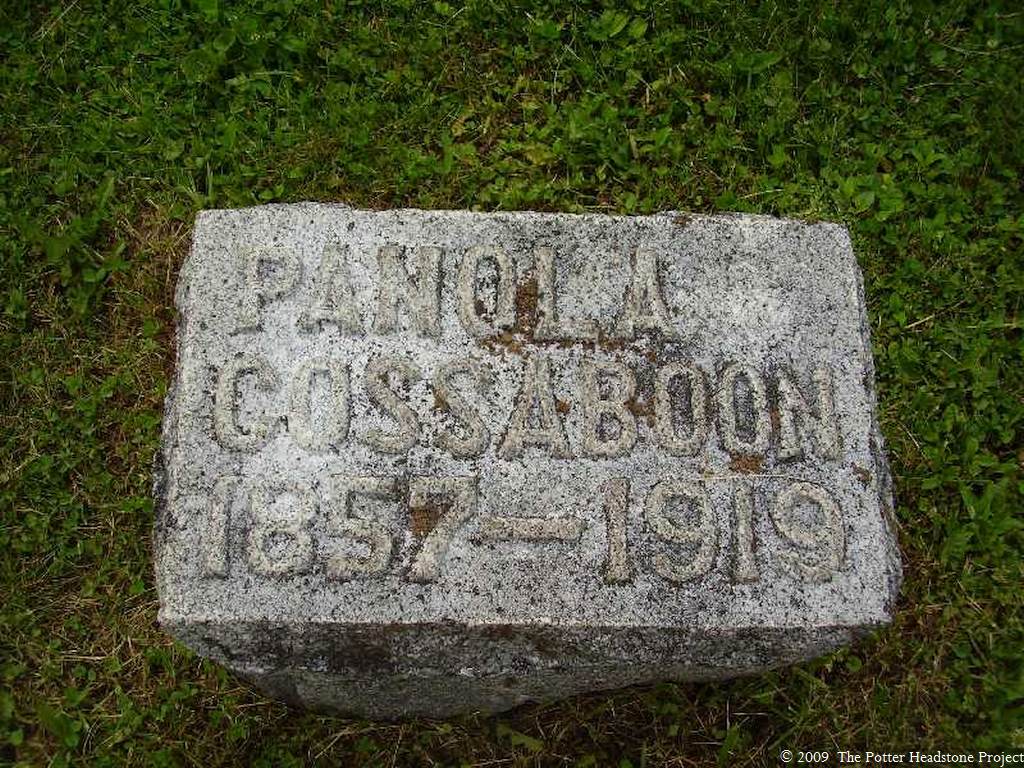 PANOLA
COSSABOON
1857-1919
© 2009 The Potter Headstone Project